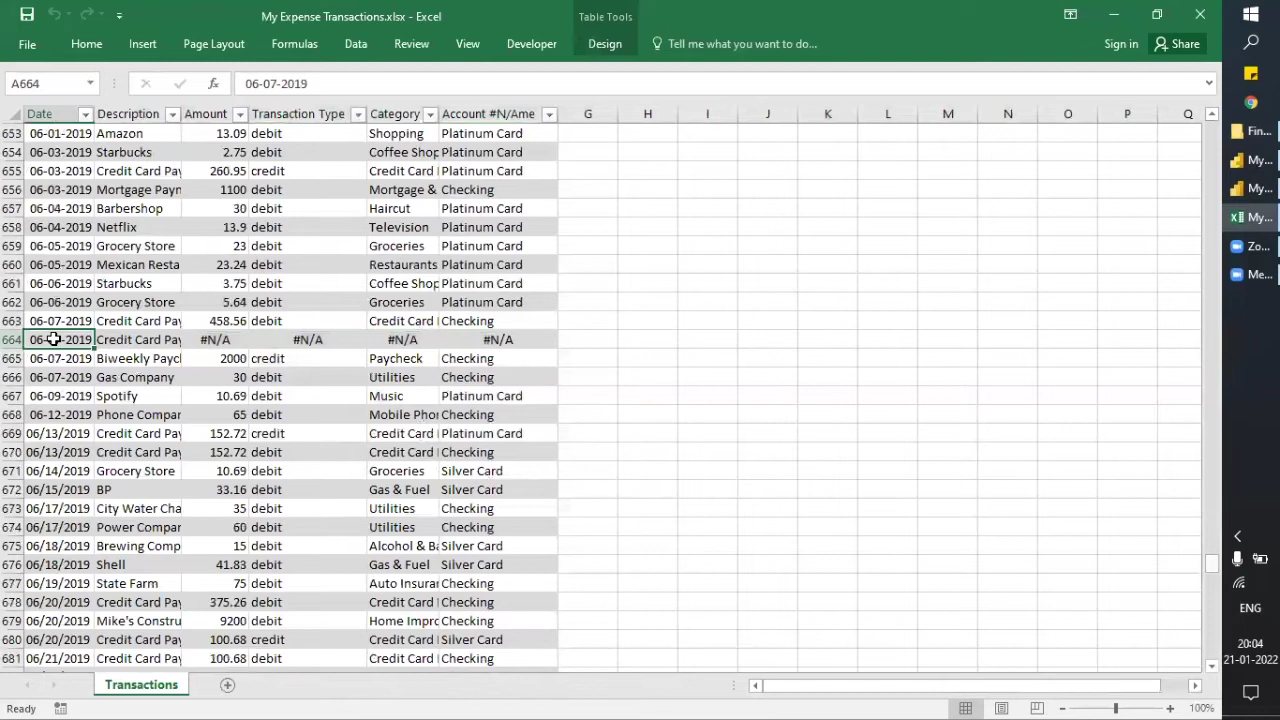 My Expense Transactions.xlsx - Excel
Table Tools
File Home Insert Page Layout Formulas Data Review View Developer Design Tell me what you want to do... Sign in Share
A664 fx 06-07-2019
Date Description Amount Transaction Type Category Account #N/Ame G H I J K L M N O P Q
653 06-01-2019 Amazon 13.09 debit Shopping Platinum Card
654 06-03-2019 Starbucks 2.75 debit Coffee Shop Platinum Card
655 06-03-2019 Credit Card Pay 260.95 credit Credit Card Platinum Card
656 06-03-2019 Mortgage Payn 1100 debit Mortgage & Checking
657 06-04-2019 Barbershop 30 debit Haircut Platinum Card
658 06-04-2019 Netflix 13.9 debit Television Platinum Card
659 06-05-2019 Grocery Store 23 debit Groceries Platinum Card
660 06-05-2019 Mexican Resta 23.24 debit Restaurants Platinum Card
661 06-06-2019 Starbucks 3.75 debit Coffee Shop Platinum Card
662 06-06-2019 Grocery Store 5.64 debit Groceries Platinum Card
663 06-07-2019 Credit Card Pay 458.56 debit Credit Card Checking
664 06- -2019 Credit Card Pay #N/A #N/A #N/A #N/A
665 06-07-2019 Biweekly Paych 2000 credit Paycheck Checking
666 06-07-2019 Gas Company 30 debit Utilities Checking
667 06-09-2019 Spotify 10.69 debit Music Platinum Card
668 06-12-2019 Phone Compar 65 debit Mobile Phon Checking
669 06/13/2019 Credit Card Pay 152.72 credit Credit Card Platinum Card
670 06/13/2019 Credit Card Pay 152.72 debit Credit Card Checking
671 06/14/2019 Grocery Store 10.69 debit Groceries Silver Card
672 06/15/2019 BP 33.16 debit Gas & Fuel Silver Card
673 06/17/2019 City Water Cha 35 debit Utilities Checking
674 06/17/2019 Power Compar 60 debit Utilities Checking
675 06/18/2019 Brewing Comp 15 debit Alcohol & Ba Silver Card
676 06/18/2019 Shell 41.83 debit Gas & Fuel Silver Card
677 06/19/2019 State Farm 75 debit Auto Insurar Checking
678 06/20/2019 Credit Card Pay 375.26 debit Credit Card Checking
679 06/20/2019 Mike's Constru 9200 debit Home Impro Checking
680 06/20/2019 Credit Card Pay 100.68 credit Credit Card Silver Card
681 06/21/2019 Credit Card Pay 100.68 debit Credit Card Checking
Transactions
Ready 100%
Fin...
My...
My...
My...
Zo...
Me...
ENG
20:04
21-01-2022